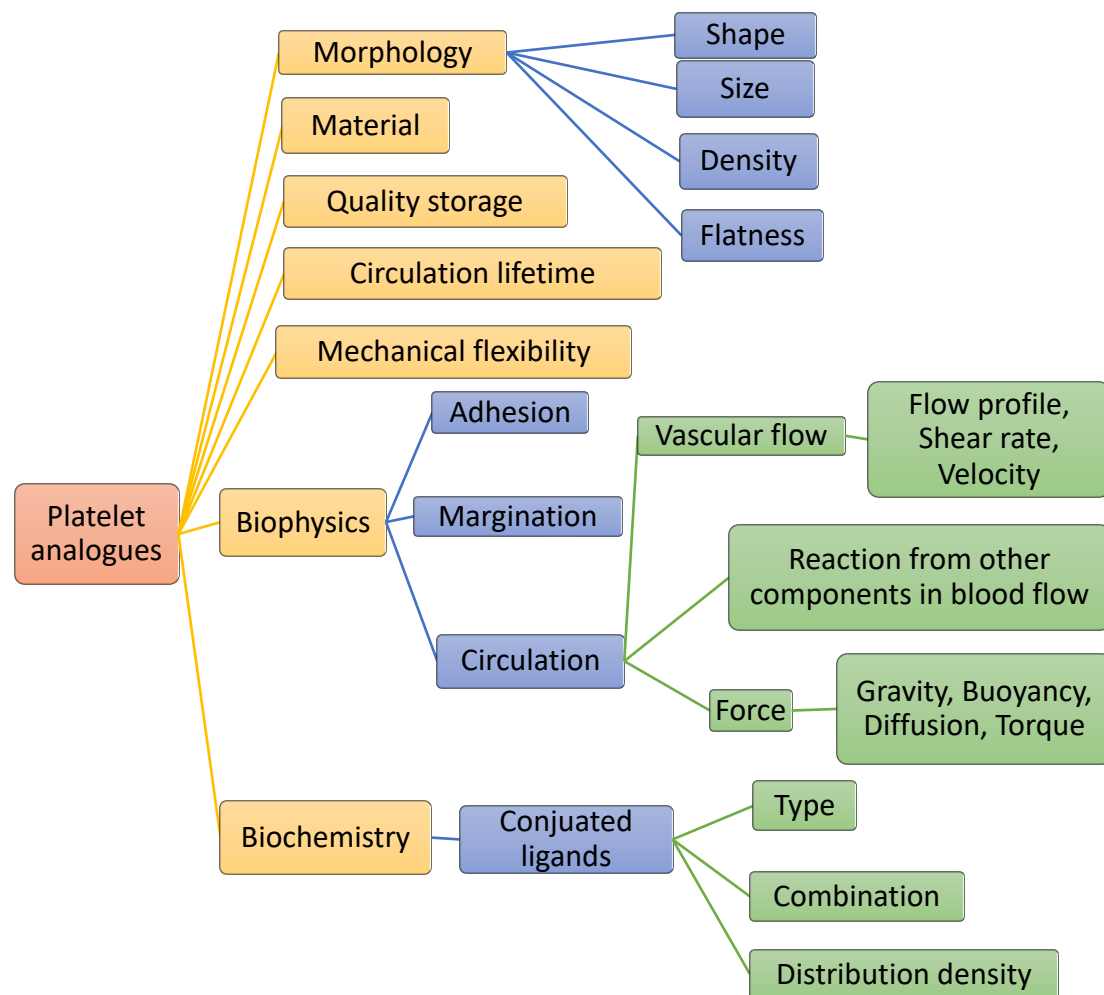 Platelet
analogues
Morphology
Shape
Size
Density
Flatness
Material
Quality storage
Circulation lifetime
Mechanical flexibility
Biophysics
Adhesion
Margination
Circulation
Vascular flow
Flow profile,
Shear rate,
Velocity
Reaction from other
components in blood flow
Force
Gravity, Buoyancy,
Diffusion, Torque
Biochemistry
Conjuated
ligands
Type
Combination
Distribution density